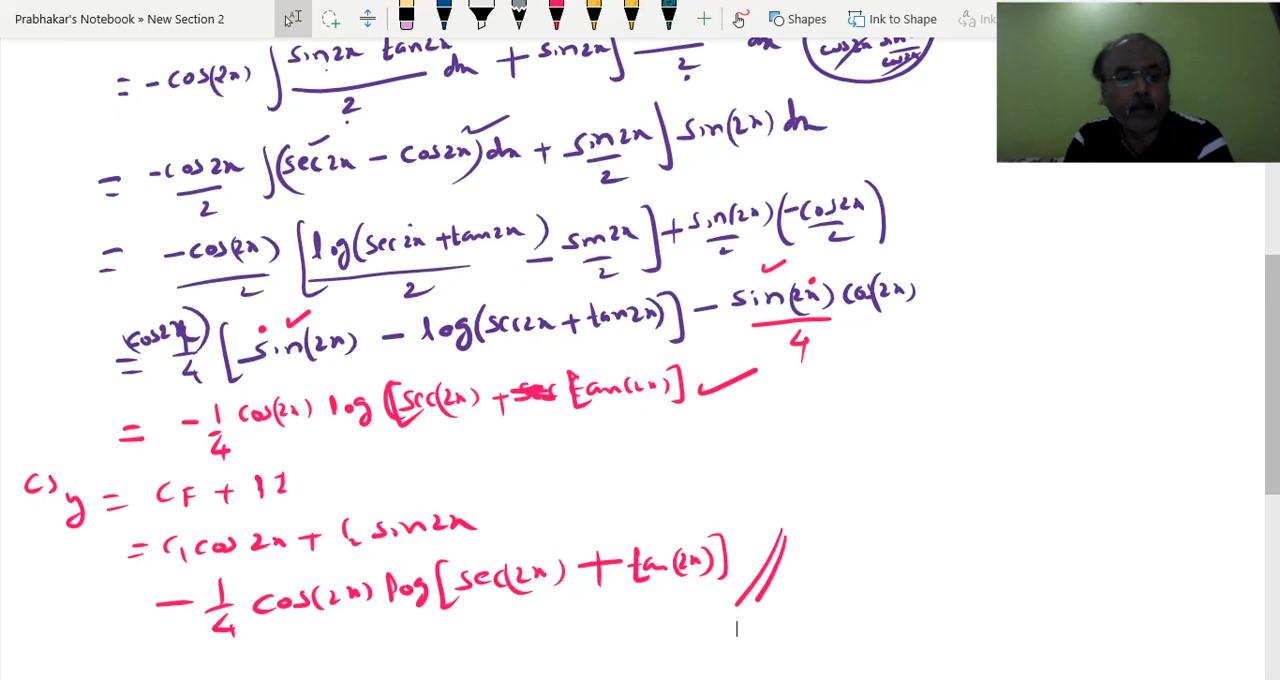 Prabhakar's Notebook » New Section 2
Shapes Ink to Shape Ink
= -cos(2x) ∫ sin2x tan2x / 2 dx + sin2x ∫ / 2 dx
= -cos2x/2 ∫(sec2x - cos2x)dx + sin2x/2 ∫ sin(2x) dx
= -cos(2x)/2 [log(sec2x + tan2x)/2 - sin2x/2] + sin(2x)/2 (-cos2x/2)
= cos2x/4 [sin(2x) - log(sec2x + tan2x)] - sin(2x)/4 cos(2x)
= -1/4 cos(2x) log [sec(2x) + [tan(2x)]
CS y = CF + PI
= C₁ cos 2x + C₂ sin2x
- 1/4 cos(2x) log[sec(2x) + tan(2x)]